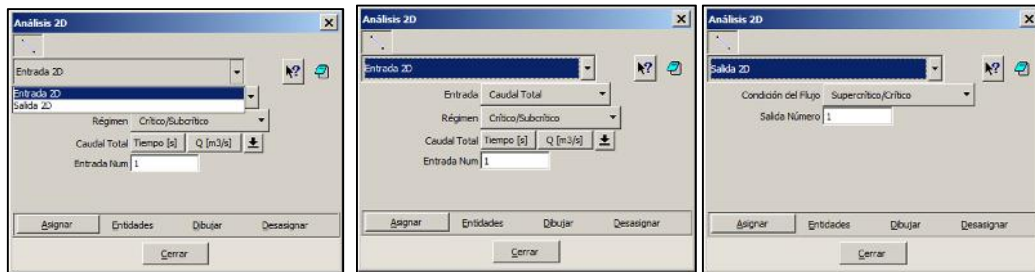 Análisis 2D
Entrada 2D
Entrada 2D
Salida 2D
Régimen Crítico/Subcrítico
Caudal Total Tiempo [s] Q [m3/s]
Entrada Num 1
Asignar Entidades Dibujar Desasignar
Cerrar
Análisis 2D
Entrada 2D
Entrada Caudal Total
Régimen Crítico/Subcrítico
Caudal Total Tiempo [s] Q [m3/s]
Entrada Num 1
Asignar Entidades Dibujar Desasignar
Cerrar
Análisis 2D
Salida 2D
Condición del Flujo Supercrítico/Crítico
Salida Número 1
Asignar Entidades Dibujar Desasignar
Cerrar